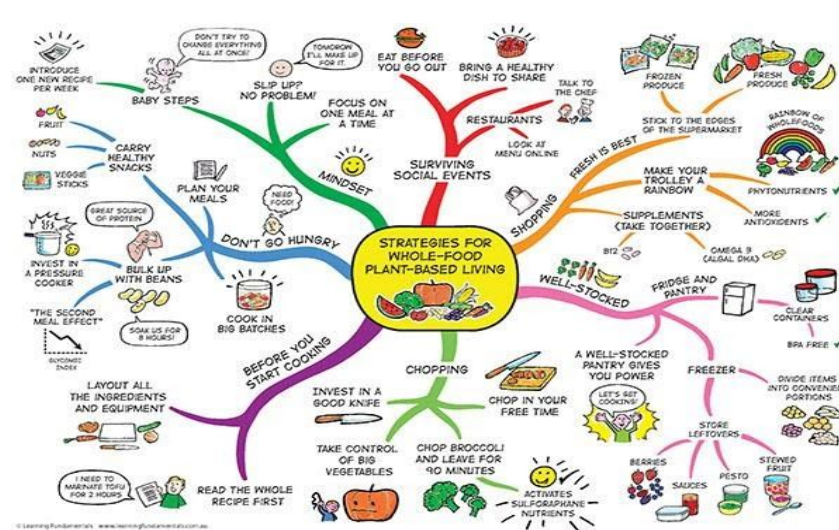 STRATEGIES FOR
WHOLE-FOOD
PLANT-BASED LIVING
MINDSET
BABY STEPS
INTRODUCE
ONE NEW RECIPE
PER WEEK
DON'T TRY TO
CHANGE EVERYTHING
ALL AT ONCE!
SLIP UP?
NO PROBLEM!
TOMORROW
I'LL MAKE UP
FOR IT.
FOCUS ON
ONE MEAL AT
A TIME
SURVIVING
SOCIAL EVENTS
EAT BEFORE
YOU GO OUT
BRING A HEALTHY
DISH TO SHARE
RESTAURANTS
TALK TO
THE CHEF
LOOK AT
MENU ONLINE
SHOPPING
FRESH IS BEST
STICK TO THE EDGES
OF THE SUPERMARKET
FROZEN
PRODUCE
FRESH
PRODUCE
MAKE YOUR
TROLLEY A
RAINBOW
RAINBOW OF
WHOLEFOODS
PHYTONUTRIENTS
MORE
ANTIOXIDENTS
SUPPLEMENTS
(TAKE TOGETHER)
B12
OMEGA 3
(ALGAL DHA)
WELL-STOCKED
FRIDGE AND
PANTRY
CLEAR
CONTAINERS
BPA FREE
A WELL-STOCKED
PANTRY GIVES
YOU POWER
LET'S GET
COOKING!
FREEZER
DIVIDE ITEMS
INTO CONVENIE
PORTIONS
STORE
LEFTOVERS
BERRIES
SAUCES
PESTO
STEWED
FRUIT
CHOPPING
INVEST IN A
GOOD KNIFE
CHOP IN YOUR
FREE TIME
TAKE CONTROL
OF BIG
VEGETABLES
CHOP BROCCOLI
AND LEAVE FOR
90 MINUTES
ACTIVATES
SULFORAPHANE
NUTRIENTS
BEFORE YOU
START COOKING
LAYOUT ALL
THE INGREDIENTS
AND EQUIPMENT
READ THE WHOLE
RECIPE FIRST
I NEED TO
MARINATE TOFU
FOR 2 HOURS
DON'T GO HUNGRY
NEED
FOOD!
CARRY
HEALTHY
SNACKS
FRUIT
NUTS
VEGGIE
STICKS
PLAN YOUR
MEALS
BULK UP
WITH BEANS
GREAT SOURCE
OF PROTEIN
INVEST IN
A PRESSURE
COOKER
"THE SECOND
MEAL EFFECT"
GLYCEMIC
INDEX
SOAK US FOR
8 HOURS!
COOK IN
BIG BATCHES
© Learning Fundamentals www.learningfundamentals.com.au